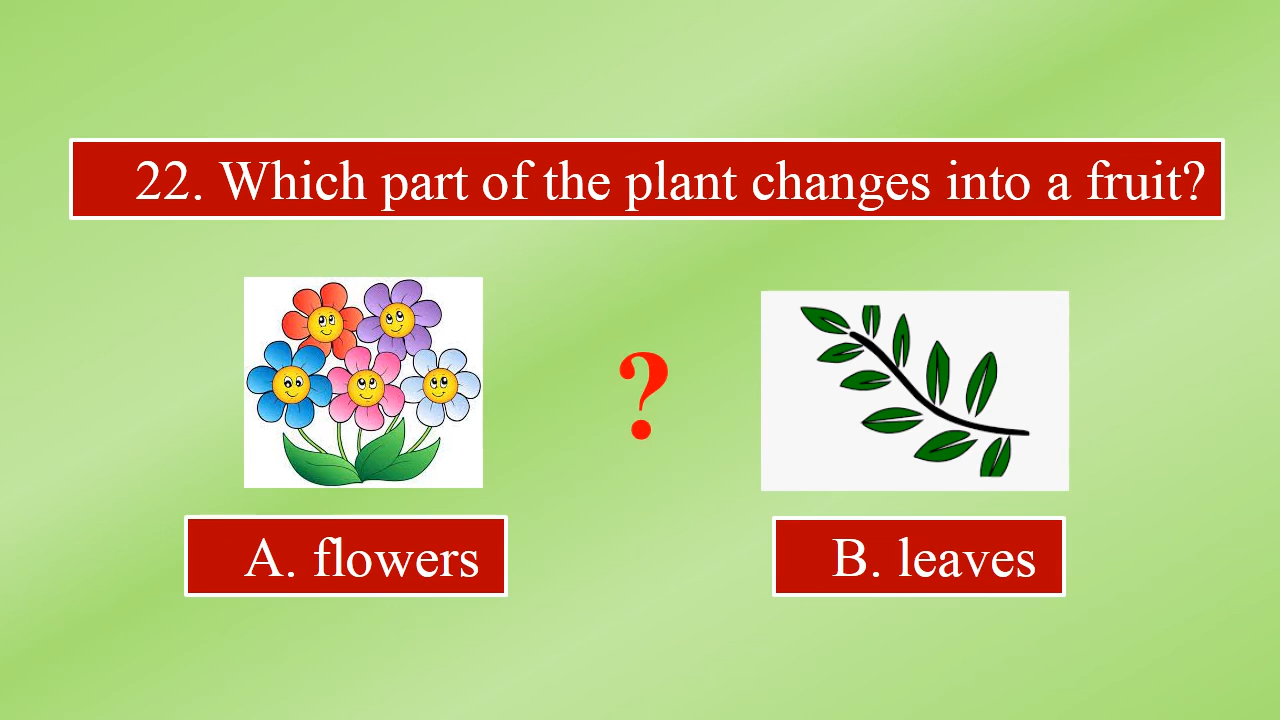 22. Which part of the plant changes into a fruit?
?
A. flowers
B. leaves